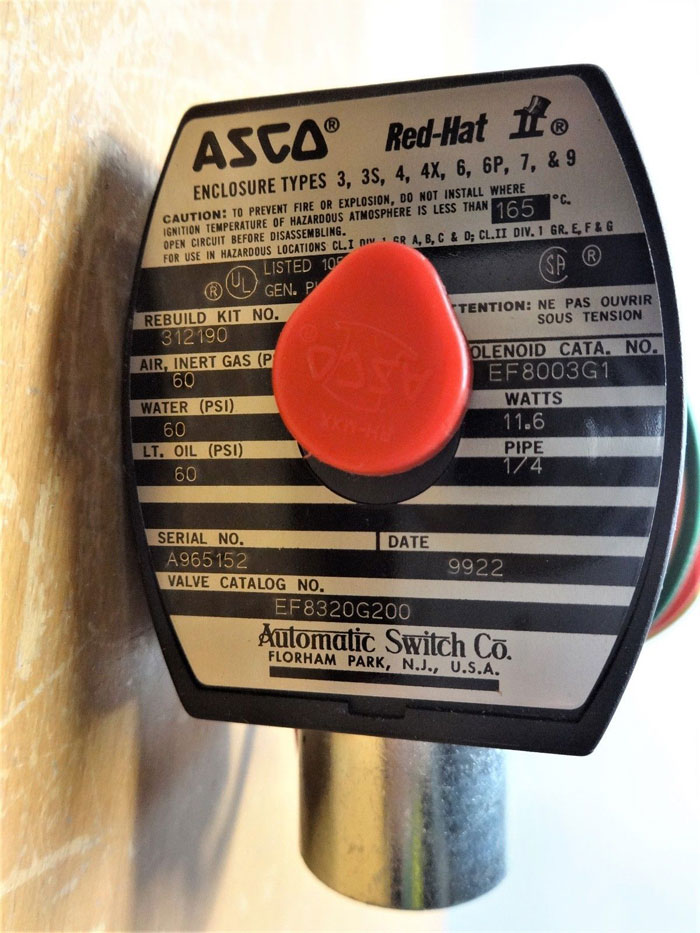 ASCO® Red-Hat II®
ENCLOSURE TYPES 3, 3S, 4, 4X, 6, 6P, 7, & 9
CAUTION: TO PREVENT FIRE OR EXPLOSION, DO NOT INSTALL WHERE
IGNITION TEMPERATURE OF HAZARDOUS ATMOSPHERE IS LESS THAN 165 °C.
OPEN CIRCUIT BEFORE DISASSEMBLING.
FOR USE IN HAZARDOUS LOCATIONS CL.I DIV. 1 GR A, B, C & D; CL.II DIV. 1 GR. E, F & G
® UL LISTED
GEN.
SA ®
REBUILD KIT NO.
312190
TTENTION: NE PAS OUVRIR
SOUS TENSION
AIR, INERT GAS (P
60
OLENOID CATA. NO.
EF8003G1
WATER (PSI)
60
WATTS
11.6
LT. OIL (PSI)
60
PIPE
1/4
ASCO
SERIAL NO.
A965152
DATE
9922
VALVE CATALOG NO.
EF8320G200
Automatic Switch Co.
FLORHAM PARK, N.J., U.S.A.